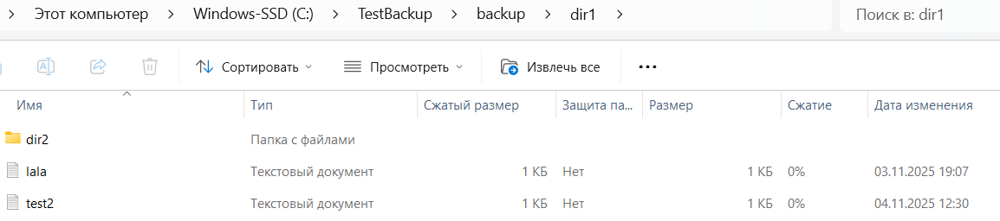 Этот компьютер > Windows-SSD (C:) > TestBackup > backup > dir1 >
Поиск в: dir1
Сортировать Просмотреть Извлечь все •••
Имя Тип Сжатый размер Защита па... Размер Сжатие Дата изменения
dir2 Папка с файлами
lala Текстовый документ 1 КБ Нет 1 КБ 0% 03.11.2025 19:07
test2 Текстовый документ 1 КБ Нет 1 КБ 0% 04.11.2025 12:30